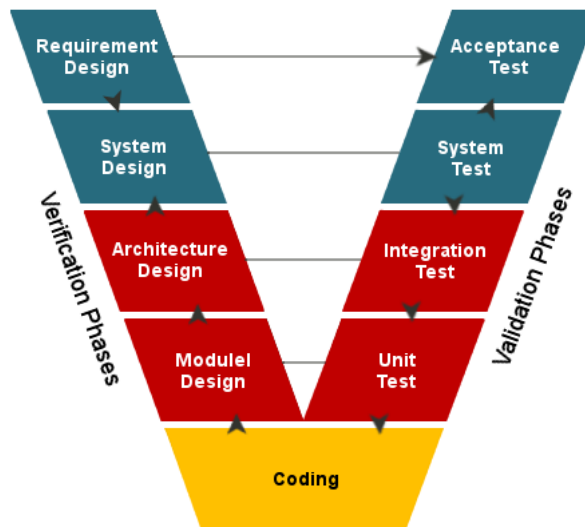 Requirement
Design
Acceptance
Test
System
Design
System
Test
Verification Phases
Validation Phases
Architecture
Design
Integration
Test
Modulel
Design
Unit
Test
Coding